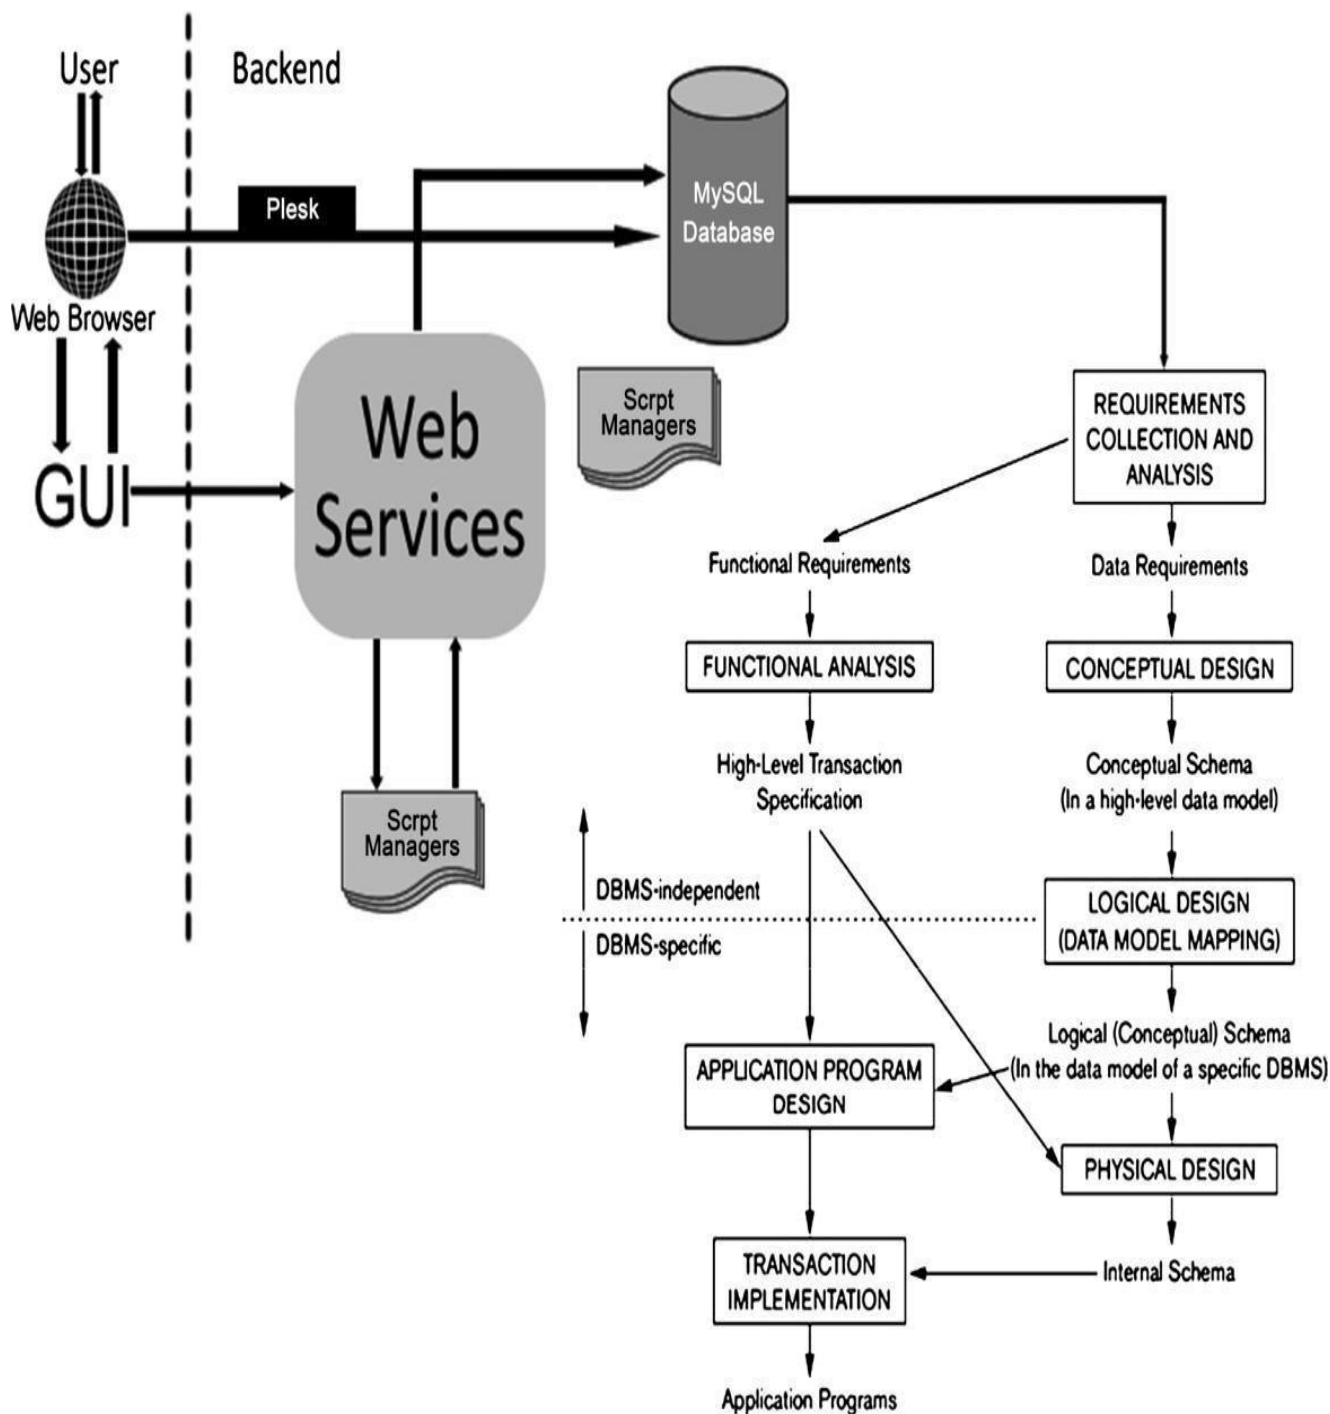 User
Backend
Plesk
MySQL
Database
Web Browser
GUI
Web
Services
Scrpt
Managers
Scrpt
Managers
REQUIREMENTS
COLLECTION AND
ANALYSIS
Functional Requirements
Data Requirements
FUNCTIONAL ANALYSIS
CONCEPTUAL DESIGN
High-Level Transaction
Specification
Conceptual Schema
(In a high-level data model)
DBMS-independent
DBMS-specific
LOGICAL DESIGN
(DATA MODEL MAPPING)
Logical (Conceptual) Schema
(In the data model of a specific DBMS)
APPLICATION PROGRAM
DESIGN
PHYSICAL DESIGN
TRANSACTION
IMPLEMENTATION
Internal Schema
Application Programs